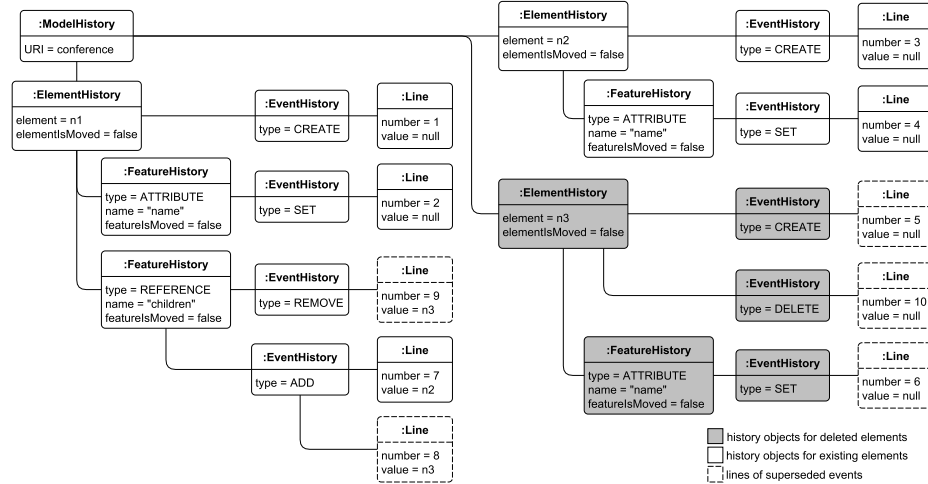 :ModelHistory
URI = conference
:ElementHistory
element = n1
elementIsMoved = false
:EventHistory
type = CREATE
:Line
number = 1
value = null
:FeatureHistory
type = ATTRIBUTE
name = "name"
featureIsMoved = false
:EventHistory
type = SET
:Line
number = 2
value = null
:FeatureHistory
type = REFERENCE
name = "children"
featureIsMoved = false
:EventHistory
type = REMOVE
:Line
number = 9
value = n3
:EventHistory
type = ADD
:Line
number = 7
value = n2
:Line
number = 8
value = n3
:ElementHistory
element = n2
elementIsMoved = false
:EventHistory
type = CREATE
:Line
number = 3
value = null
:FeatureHistory
type = ATTRIBUTE
name = "name"
featureIsMoved = false
:EventHistory
type = SET
:Line
number = 4
value = null
:ElementHistory
element = n3
elementIsMoved = false
:EventHistory
type = CREATE
:Line
number = 5
value = null
:EventHistory
type = DELETE
:Line
number = 10
value = null
:FeatureHistory
type = ATTRIBUTE
name = "name"
featureIsMoved = false
:EventHistory
type = SET
:Line
number = 6
value = null
history objects for deleted elements
history objects for existing elements
lines of superseded events